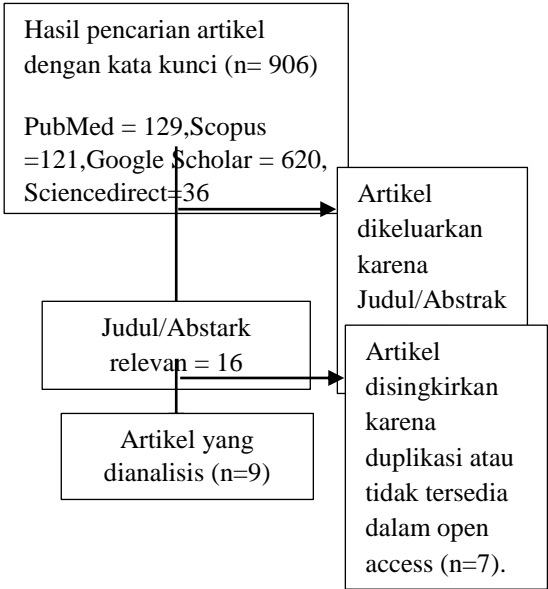 Hasil pencarian artikel
dengan kata kunci (n= 906)
PubMed = 129,Scopus
=121,Google Scholar = 620,
Sciencedirect=36
Artikel
dikeluarkan
karena
Judul/Abstrak
Judul/Abstark
relevan = 16
Artikel
disingkirkan
karena
duplikasi atau
tidak tersedia
dalam open
access (n=7).
Artikel yang
dianalisis (n=9)